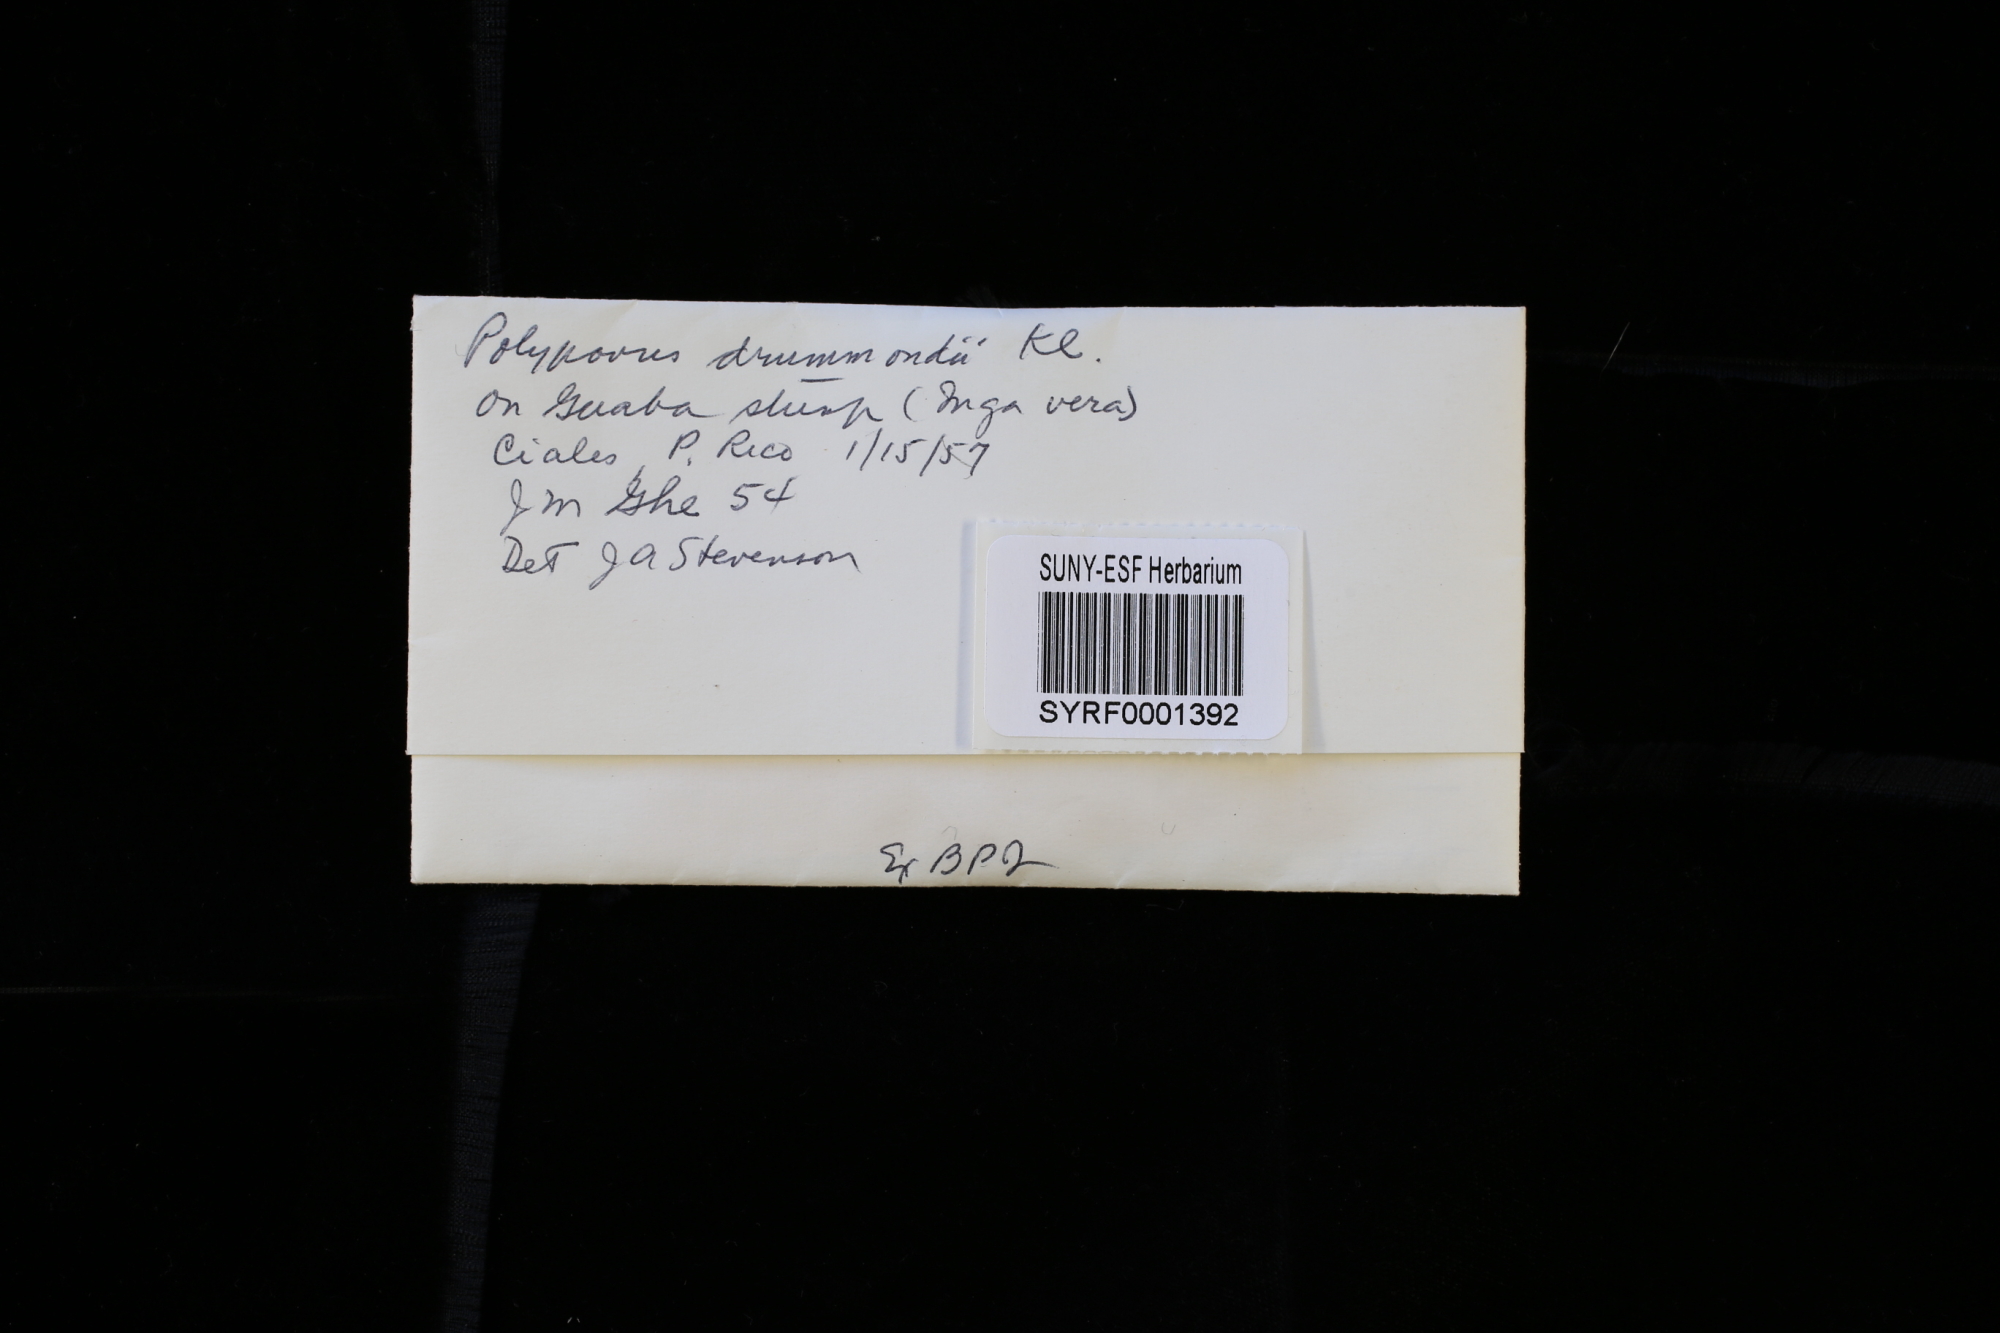 Polyporus drummondii Kl.
on Guaba stump (Inga vera)
Ciales, P. Rico 1/15/57
J M Ghe 54
Det J A Stevenson
SUNY-ESF Herbarium
SYRF0001392
Ex BPI